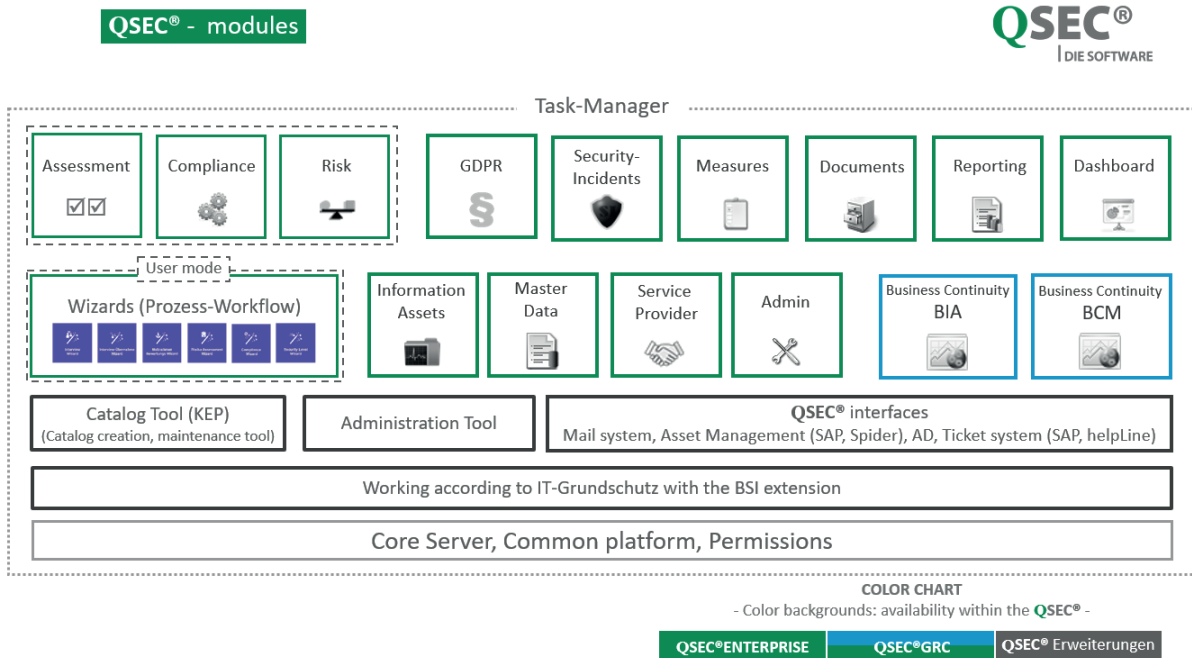 QSEC® - modules
QSEC®
DIE SOFTWARE
Task-Manager
Assessment
Compliance
Risk
GDPR
Security-
Incidents
Measures
Documents
Reporting
Dashboard
User mode
Wizards (Prozess-Workflow)
Information
Assets
Master
Data
Service
Provider
Admin
Business Continuity
BIA
Business Continuity
BCM
Catalog Tool (KEP)
(Catalog creation, maintenance tool)
Administration Tool
QSEC® interfaces
Mail system, Asset Management (SAP, Spider), AD, Ticket system (SAP, helpLine)
Working according to IT-Grundschutz with the BSI extension
Core Server, Common platform, Permissions
COLOR CHART
- Color backgrounds: availability within the QSEC® -
QSEC®ENTERPRISE
QSEC®GRC
QSEC® Erweiterungen